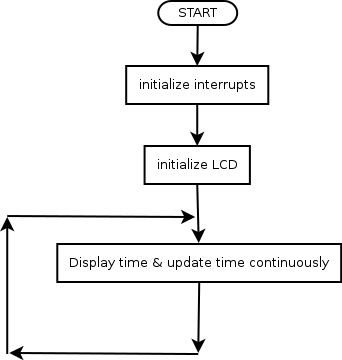 START
initialize interrupts
initialize LCD
Display time & update time continuously